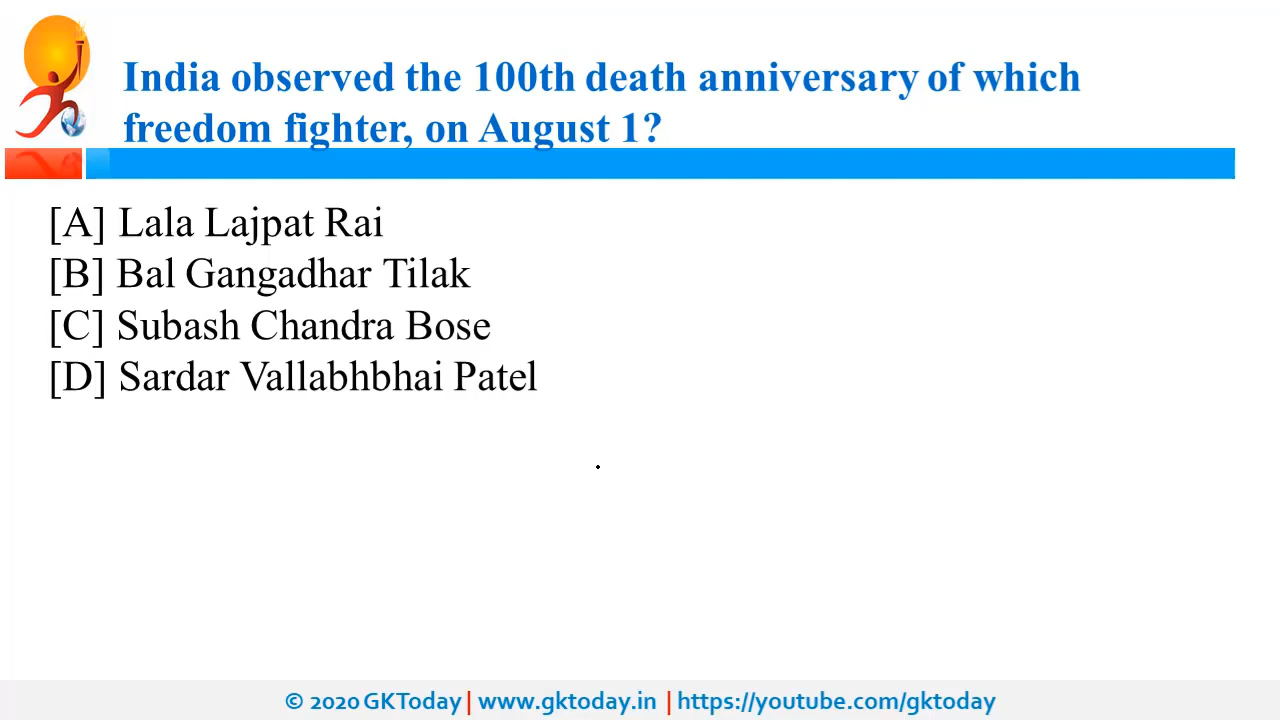 India observed the 100th death anniversary of which
freedom fighter, on August 1?
[A] Lala Lajpat Rai
[B] Bal Gangadhar Tilak
[C] Subash Chandra Bose
[D] Sardar Vallabhbhai Patel
© 2020 GKToday | www.gktoday.in | https://youtube.com/gktoday